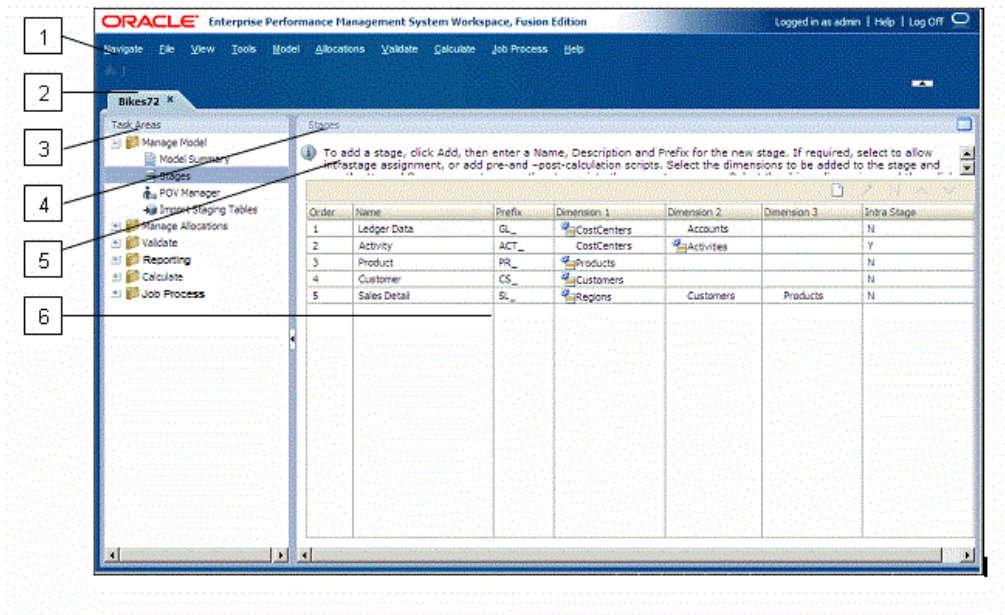 ORACLE Enterprise Performance Management System Workspace, Fusion Edition
Logged in as admin | Help | Log Off
1
Navigate File View Tools Model Allocations Validate Calculate Job Process Help
2
Bikes72 ×
3
Task Areas
Stages
Manage Model
Model Summary
Stages
POV Manager
Import Staging Tables
Manage Allocations
Validate
Reporting
Calculate
Job Process
4
5
6
To add a stage, click Add, then enter a Name, Description and Prefix for the new stage. If required, select to allow
intrastage assignment, or add pre-and –post-calculation scripts. Select the dimensions to be added to the stage and
Order Name Prefix Dimension 1 Dimension 2 Dimension 3 Intra Stage
1 Ledger Data GL_ CostCenters Accounts N
2 Activity ACT_ CostCenters Activities Y
3 Product PR_ Products N
4 Customer CS_ Customers N
5 Sales Detail SL_ Regions Customers Products N